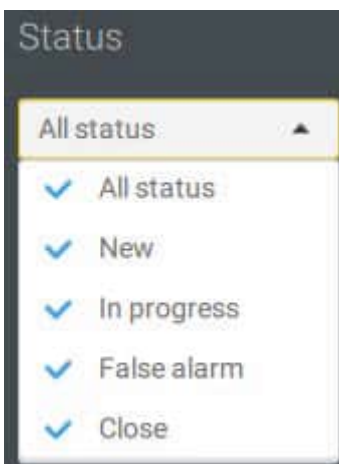 Status
All status
All status
New
In progress
False alarm
Close